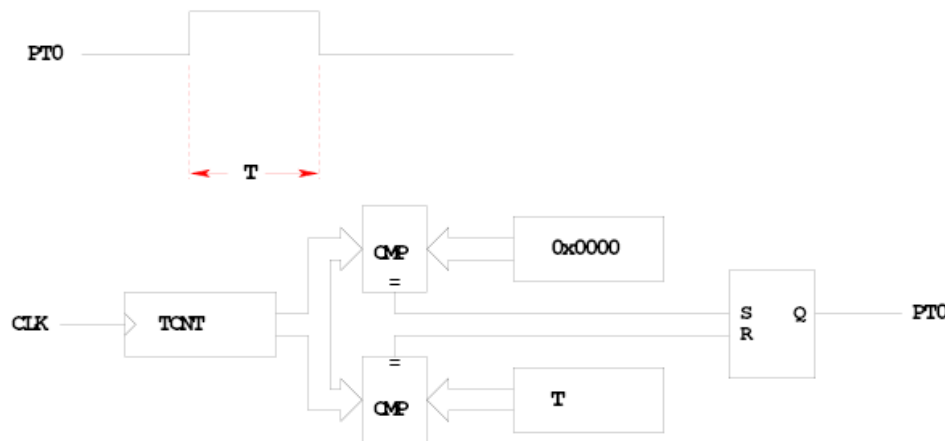 PT0
T
CMP
=
0x0000
CLK
TCNT
S
Q
PT0
R
=
CMP
T